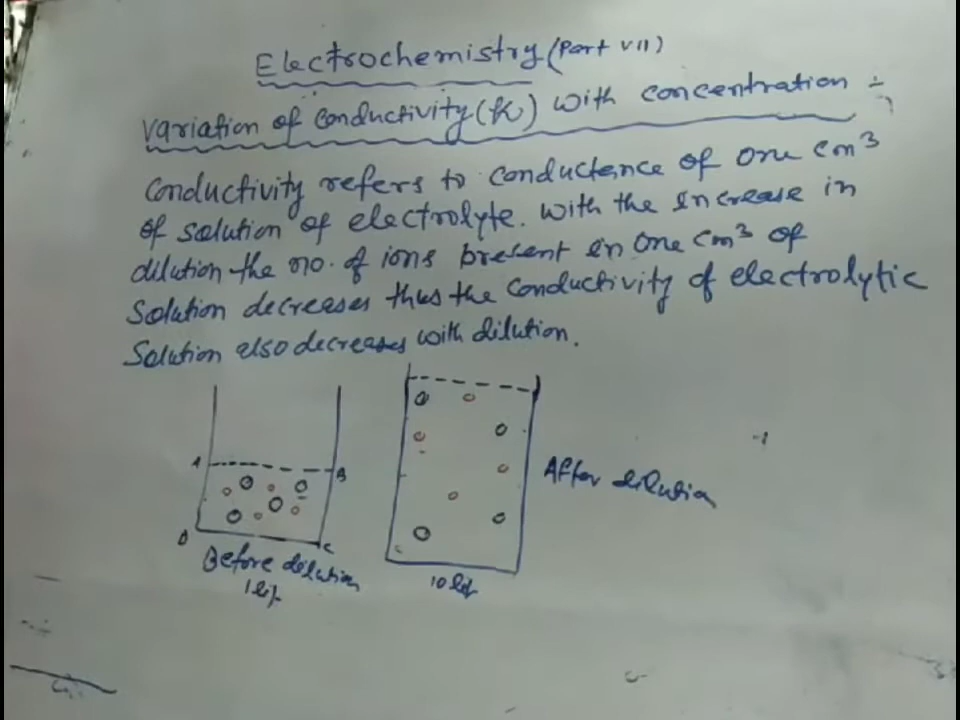 Electrochemistry (Part VII)
Variation of Conductivity (K) with concentration :-
Conductivity refers to conductance of one cm³
of solution of electrolyte. With the increase in
dilution the no. of ions present in one cm³ of
Solution decreases thus the conductivity of electrolytic
Solution also decreases with dilution.
A B
D C
Before dilution
After dilution
1 lit
10 lit